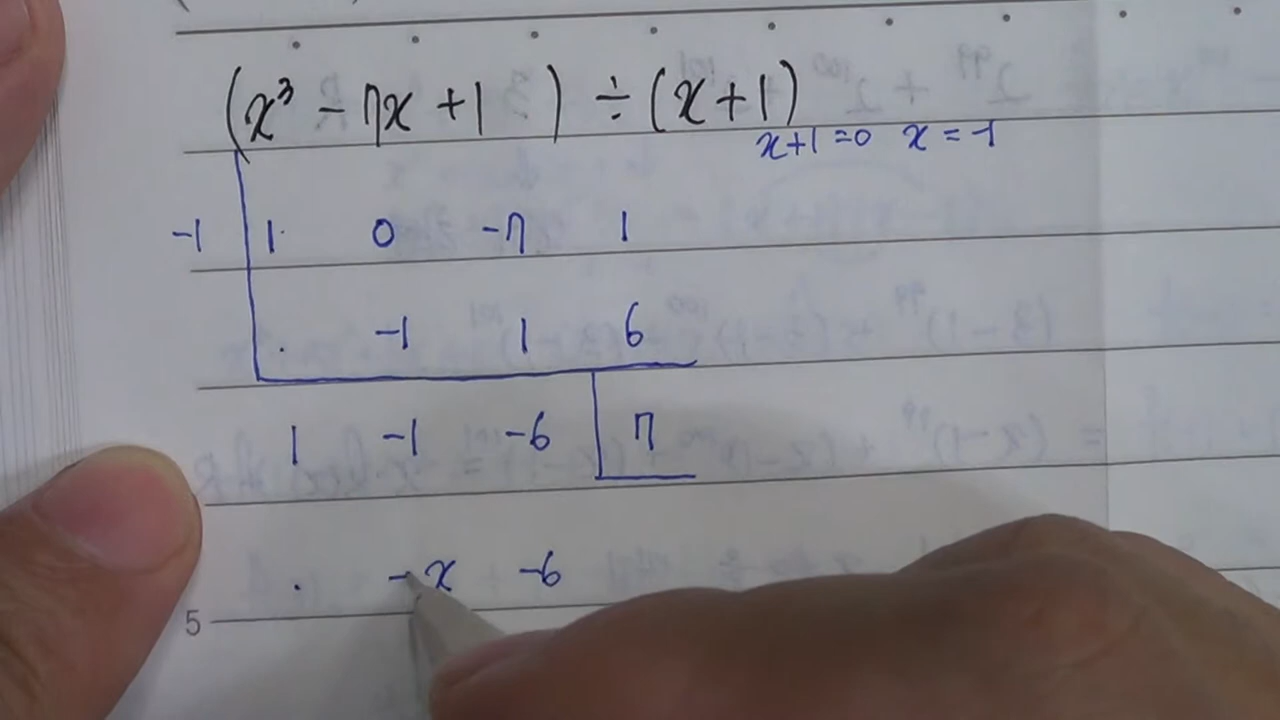 (x³ - 7x + 1) ÷ (x + 1)
x+1=0 x=-1
-1 1 0 -7 1
-1 1 6
1 -1 -6 7
-x -6
5